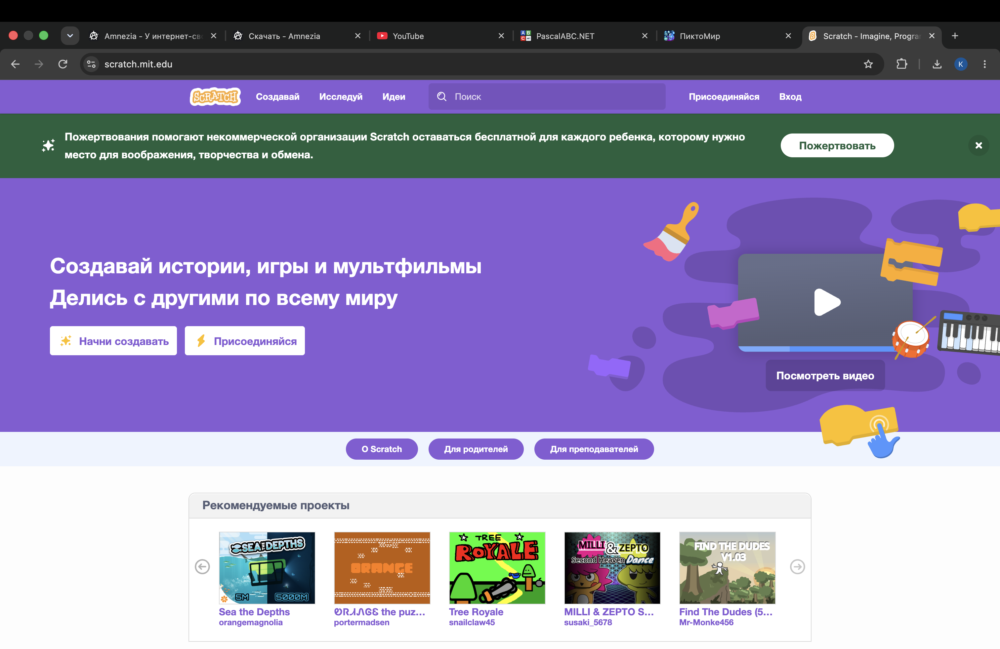 Amnezia - У интернет-сво
Скачать - Amnezia
YouTube
PascalABC.NET
ПиктоМир
Scratch - Imagine, Progra
scratch.mit.edu
K
SCRATCH
Создавай
Исследуй
Идеи
Поиск
Присоединяйся
Вход
Пожертвования помогают некоммерческой организации Scratch оставаться бесплатной для каждого ребенка, которому нужно
место для воображения, творчества и обмена.
Пожертвовать
Создавай истории, игры и мультфильмы
Делись с другими по всему миру
Начни создавать
Присоединяйся
Посмотреть видео
О Scratch
Для родителей
Для преподавателей
Рекомендуемые проекты
SEA THE DEPTHS
5M
5000M
ORANGE
TREE
ROYALE
MILLI & ZEPTO
Second Heaven Dance
FIND THE DUDES
V1.03
Sea the Depths
orangemagnolia
the puz...
portermadsen
Tree Royale
snailclaw45
MILLI & ZEPTO S...
susaki_5678
Find The Dudes (5...
Mr-Monke456